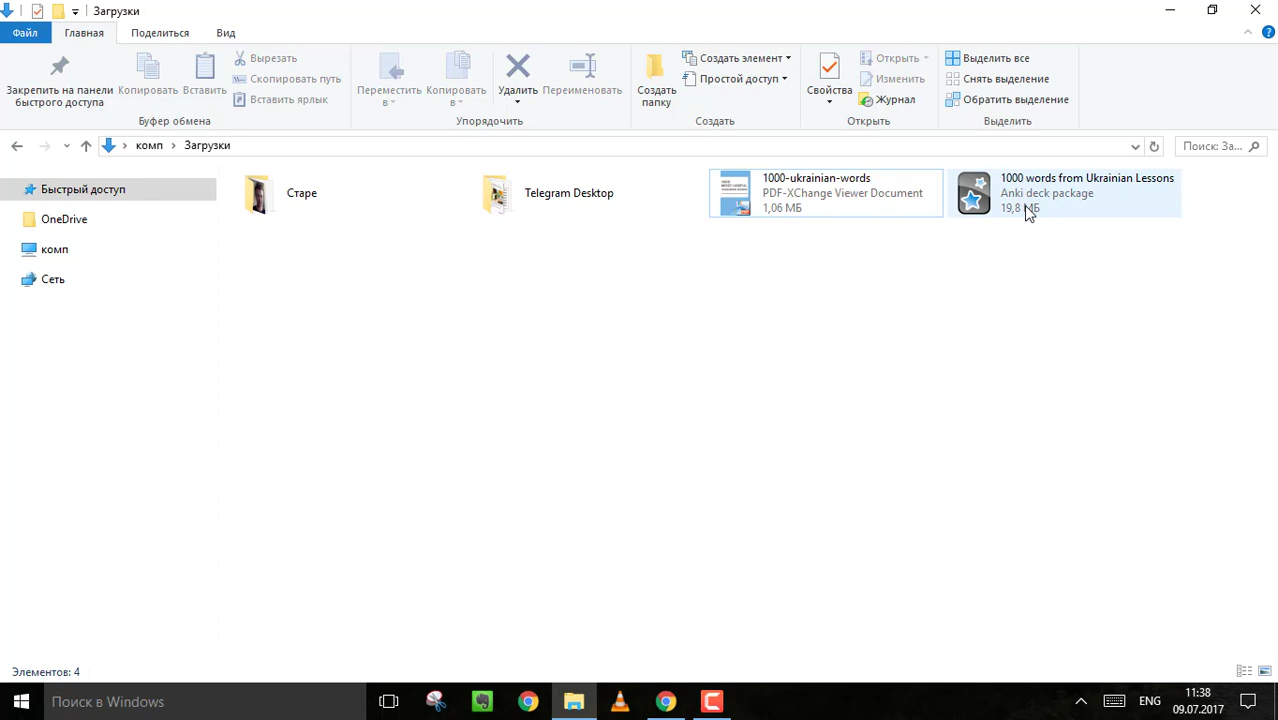 Загрузки
Файл Главная Поделиться Вид
Закрепить на панели быстрого доступа
Копировать
Вставить
Вырезать
Скопировать путь
Вставить ярлык
Буфер обмена
Переместить в
Копировать в
Удалить
Переименовать
Упорядочить
Создать папку
Создать элемент
Простой доступ
Создать
Свойства
Открыть
Изменить
Журнал
Открыть
Выделить все
Снять выделение
Обратить выделение
Выделить
комп Загрузки
Поиск: За...
Быстрый доступ
OneDrive
комп
Сеть
Старе
Telegram Desktop
1000-ukrainian-words
PDF-XChange Viewer Document
1,06 МБ
1000 words from Ukrainian Lessons
Anki deck package
19,8 МБ
Элементов: 4
Поиск в Windows
ENG
11:38
09.07.2017